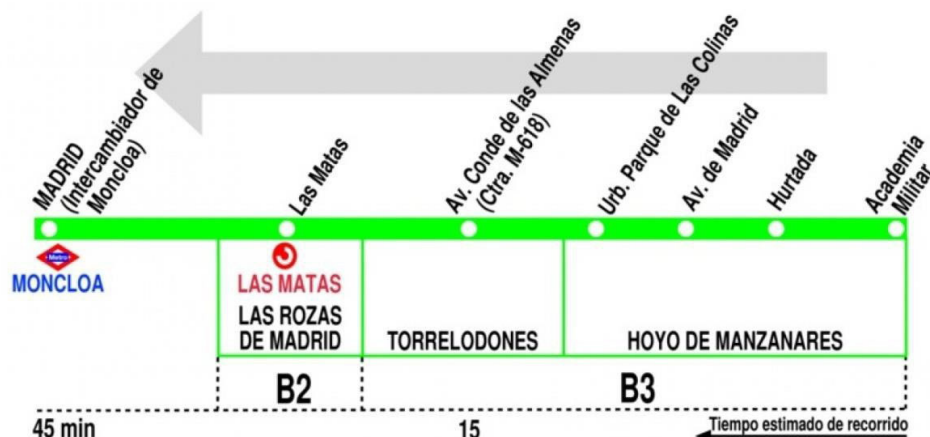 MADRID
(Intercambiador de
Moncloa)
Las Matas
Av. Conde de las Almenas
(Ctra. M-618)
Urb. Parque de Las Colinas
Av. de Madrid
Hurtada
Academia
Militar
Metro
MONCLOA
LAS MATAS
LAS ROZAS
DE MADRID
TORRELODONES
HOYO DE MANZANARES
B2
B3
45 min
15
Tiempo estimado de recorrido